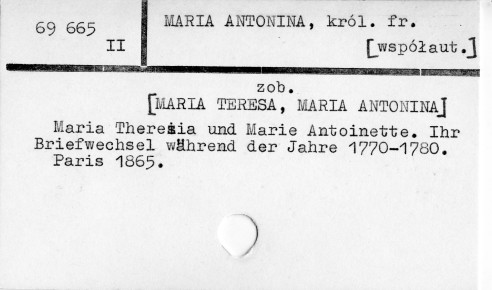 69 665
II
MARIA ANTONINA, król. fr.
[współaut.]
zob.
[MARIA TERESA, MARIA ANTONINA]
Maria Theresia und Marie Antoinette. Ihr
Briefwechsel während der Jahre 1770-1780.
Paris 1865.